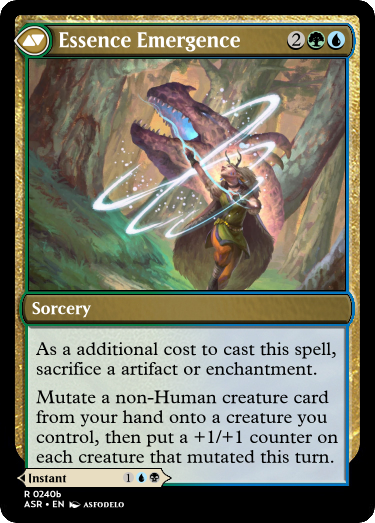 Essence Emergence 2
Sorcery
As a additional cost to cast this spell,
sacrifice a artifact or enchantment.
Mutate a non-Human creature card
from your hand onto a creature you
control, then put a +1/+1 counter on
each creature that mutated this turn.
Instant 1
R 0240b
ASR • EN ASFODELO